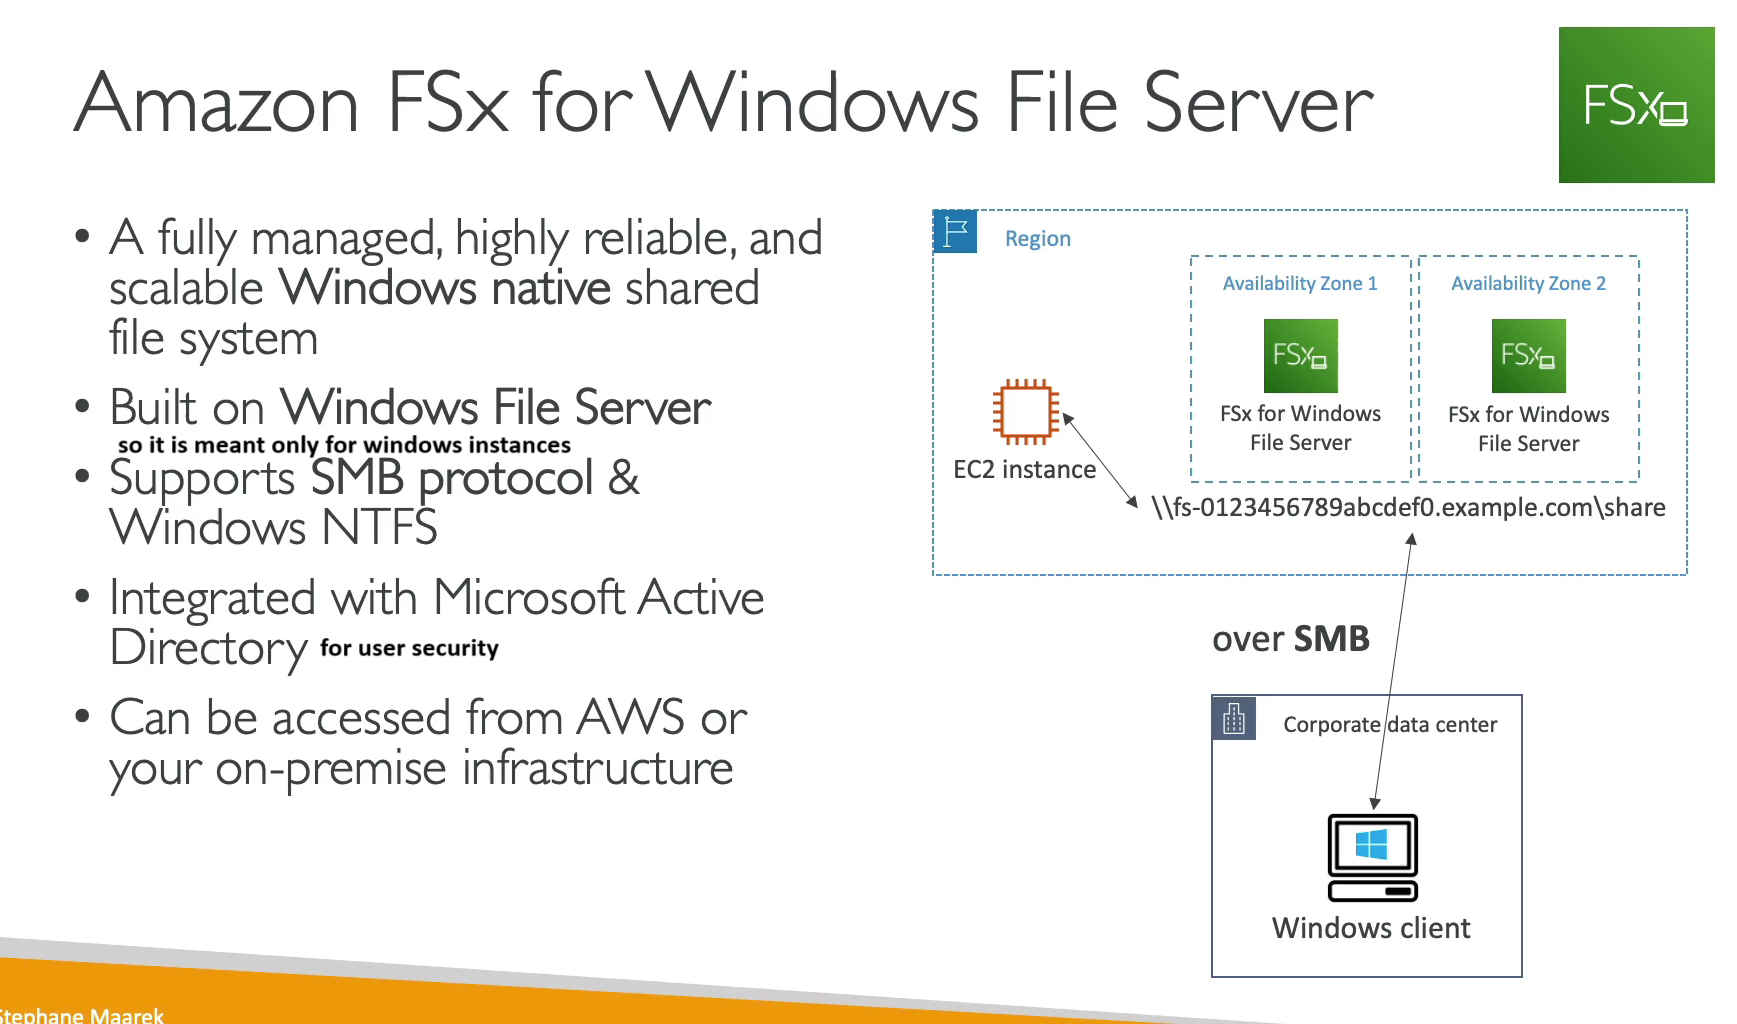 Amazon FSx for Windows File Server
FSx
• A fully managed, highly reliable, and
scalable Windows native shared
file system
• Built on Windows File Server
so it is meant only for windows instances
• Supports SMB protocol &
Windows NTFS
• Integrated with Microsoft Active
Directory for user security
• Can be accessed from AWS or
your on-premise infrastructure
Region
Availability Zone 1
FSx
FSx for Windows
File Server
Availability Zone 2
FSx
FSx for Windows
File Server
EC2 instance
\\fs-0123456789abcdef0.example.com\share
over SMB
Corporate data center
Windows client
Stephane Maarek